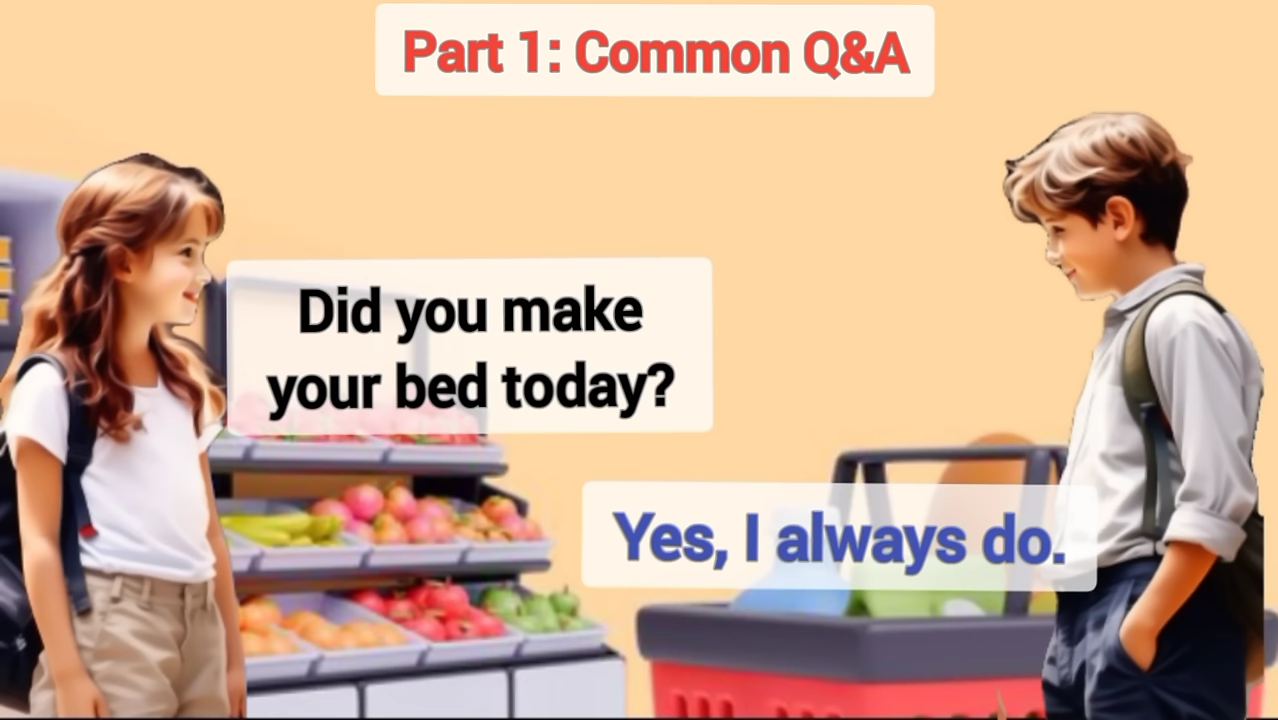 Part 1: Common Q&A
Did you make
your bed today?
Yes, I always do.